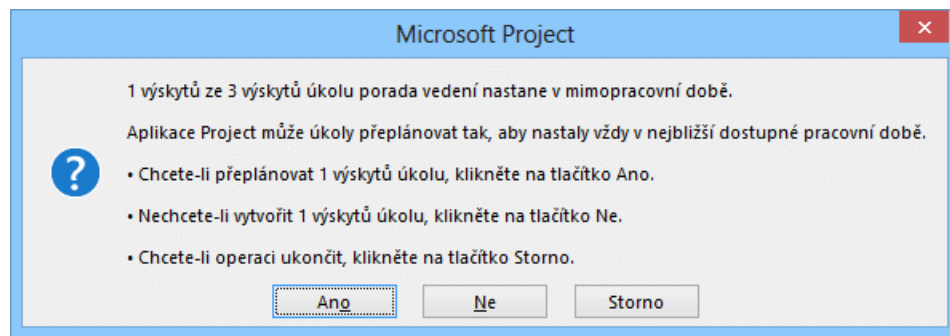 Microsoft Project
1 výskytů ze 3 výskytů úkolu porada vedení nastane v mimopracovní době.
Aplikace Project může úkoly přeplánovat tak, aby nastaly vždy v nejbližší dostupné pracovní době.
• Chcete-li přeplánovat 1 výskytů úkolu, klikněte na tlačítko Ano.
• Nechcete-li vytvořit 1 výskytů úkolu, klikněte na tlačítko Ne.
• Chcete-li operaci ukončit, klikněte na tlačítko Storno.
Ano Ne Storno